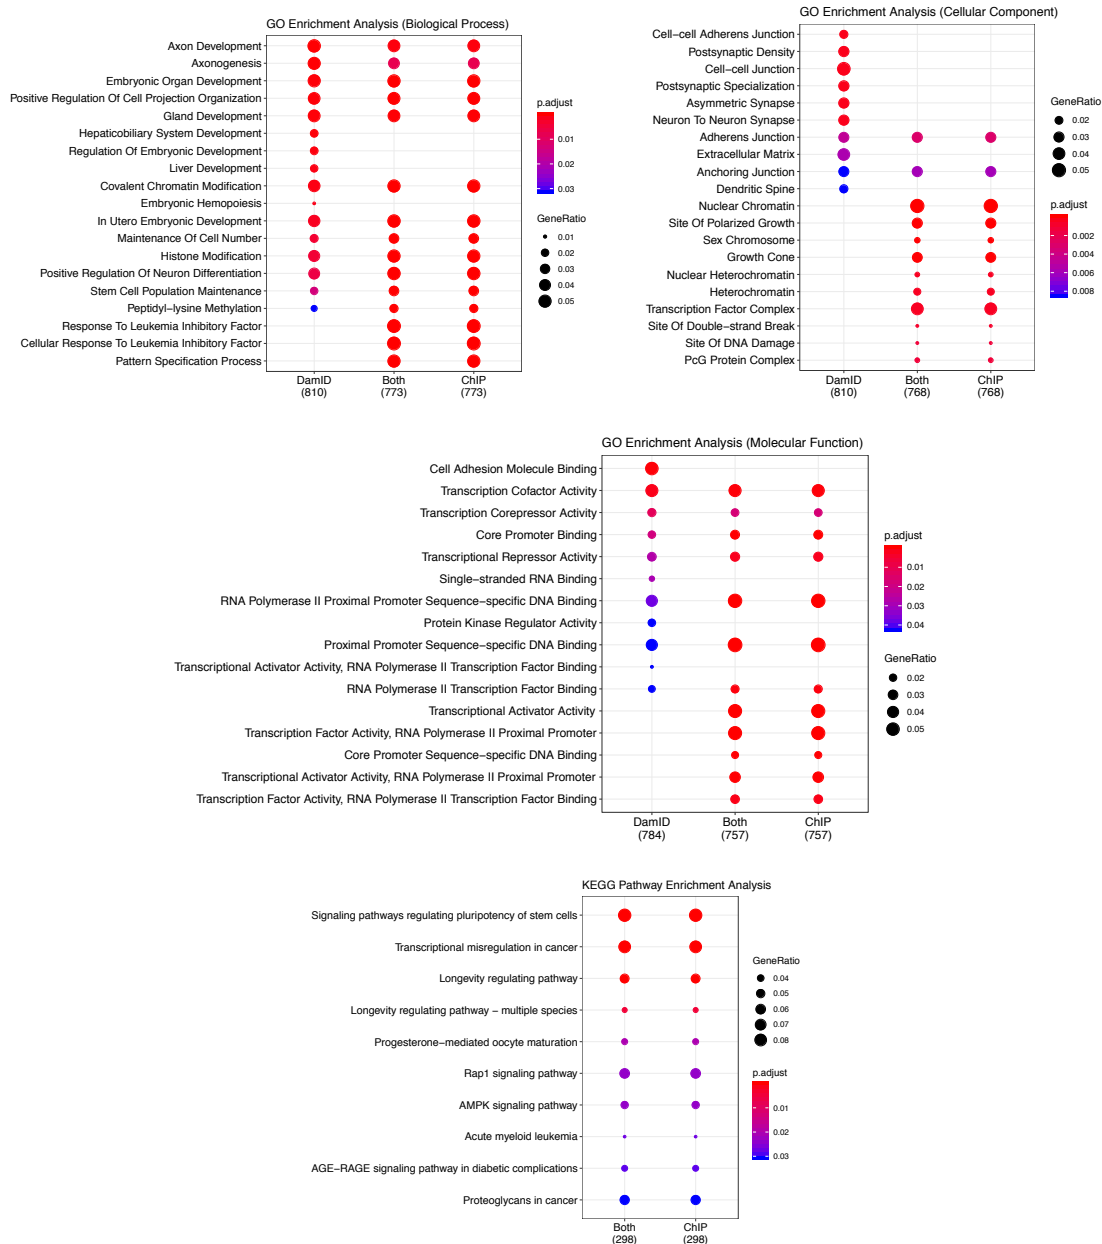 GO Enrichment Analysis (Biological Process)
Axon Development
Axonogenesis
Embryonic Organ Development
Positive Regulation Of Cell Projection Organization
Gland Development
Hepaticobiliary System Development
Regulation Of Embryonic Development
Liver Development
Covalent Chromatin Modification
Embryonic Hemopoiesis
In Utero Embryonic Development
Maintenance Of Cell Number
Histone Modification
Positive Regulation Of Neuron Differentiation
Stem Cell Population Maintenance
Peptidyl−lysine Methylation
Response To Leukemia Inhibitory Factor
Cellular Response To Leukemia Inhibitory Factor
Pattern Specification Process
DamID Both ChIP
(810) (773) (773)
p.adjust
0.01
0.02
0.03
GeneRatio
0.01
0.02
0.03
0.04
0.05
GO Enrichment Analysis (Cellular Component)
Cell−cell Adherens Junction
Postsynaptic Density
Cell−cell Junction
Postsynaptic Specialization
Asymmetric Synapse
Neuron To Neuron Synapse
Adherens Junction
Extracellular Matrix
Anchoring Junction
Dendritic Spine
Nuclear Chromatin
Site Of Polarized Growth
Sex Chromosome
Growth Cone
Nuclear Heterochromatin
Heterochromatin
Transcription Factor Complex
Site Of Double−strand Break
Site Of DNA Damage
PcG Protein Complex
DamID Both ChIP
(810) (768) (768)
GeneRatio
0.02
0.03
0.04
0.05
p.adjust
0.002
0.004
0.006
0.008
GO Enrichment Analysis (Molecular Function)
Cell Adhesion Molecule Binding
Transcription Cofactor Activity
Transcription Corepressor Activity
Core Promoter Binding
Transcriptional Repressor Activity
Single−stranded RNA Binding
RNA Polymerase II Proximal Promoter Sequence−specific DNA Binding
Protein Kinase Regulator Activity
Proximal Promoter Sequence−specific DNA Binding
Transcriptional Activator Activity, RNA Polymerase II Transcription Factor Binding
RNA Polymerase II Transcription Factor Binding
Transcriptional Activator Activity
Transcription Factor Activity, RNA Polymerase II Proximal Promoter
Core Promoter Sequence−specific DNA Binding
Transcriptional Activator Activity, RNA Polymerase II Proximal Promoter
Transcription Factor Activity, RNA Polymerase II Transcription Factor Binding
DamID Both ChIP
(784) (757) (757)
p.adjust
0.01
0.02
0.03
0.04
GeneRatio
0.02
0.03
0.04
0.05
KEGG Pathway Enrichment Analysis
Signaling pathways regulating pluripotency of stem cells
Transcriptional misregulation in cancer
Longevity regulating pathway
Longevity regulating pathway − multiple species
Progesterone−mediated oocyte maturation
Rap1 signaling pathway
AMPK signaling pathway
Acute myeloid leukemia
AGE−RAGE signaling pathway in diabetic complications
Proteoglycans in cancer
Both ChIP
(298) (298)
GeneRatio
0.04
0.05
0.06
0.07
0.08
p.adjust
0.01
0.02
0.03